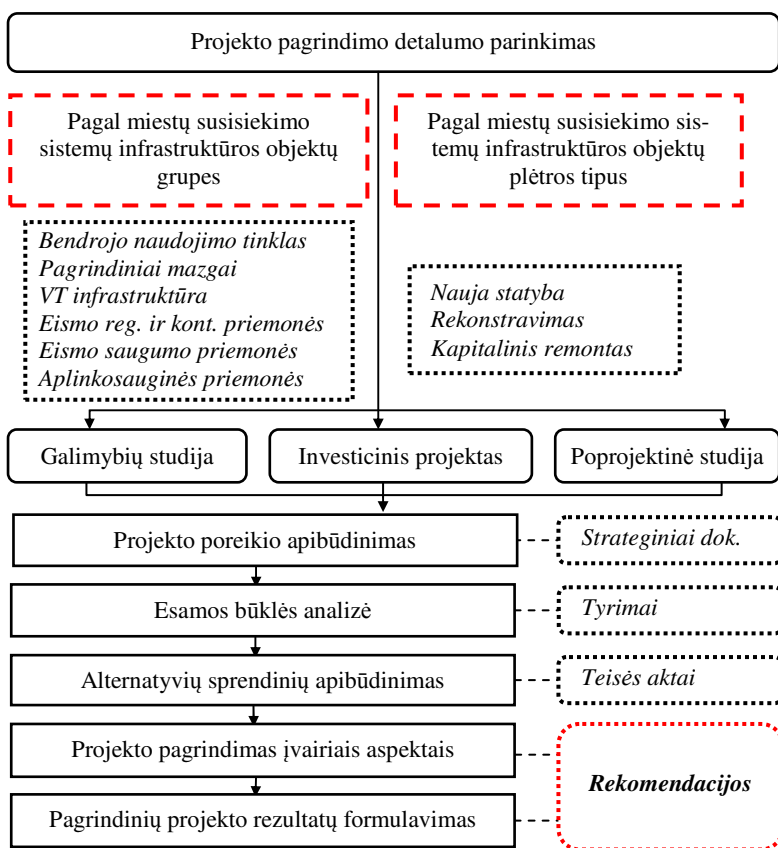 Projekto pagrindimo detalumo parinkimas
Pagal miestų susisiekimo
sistemų infrastruktūros objektų
grupes
Pagal miestų susisiekimo sis-
temų infrastruktūros objektų
plėtros tipus
Bendrojo naudojimo tinklas
Pagrindiniai mazgai
VT infrastruktūra
Eismo reg. ir kont. priemonės
Eismo saugumo priemonės
Aplinkosauginės priemonės
Nauja statyba
Rekonstravimas
Kapitalinis remontas
Galimybių studija
Investicinis projektas
Poprojektinė studija
Projekto poreikio apibūdinimas
Strateginiai dok.
Esamos būklės analizė
Tyrimai
Alternatyvių sprendinių apibūdinimas
Teisės aktai
Projekto pagrindimas įvairiais aspektais
Rekomendacijos
Pagrindinių projekto rezultatų formulavimas